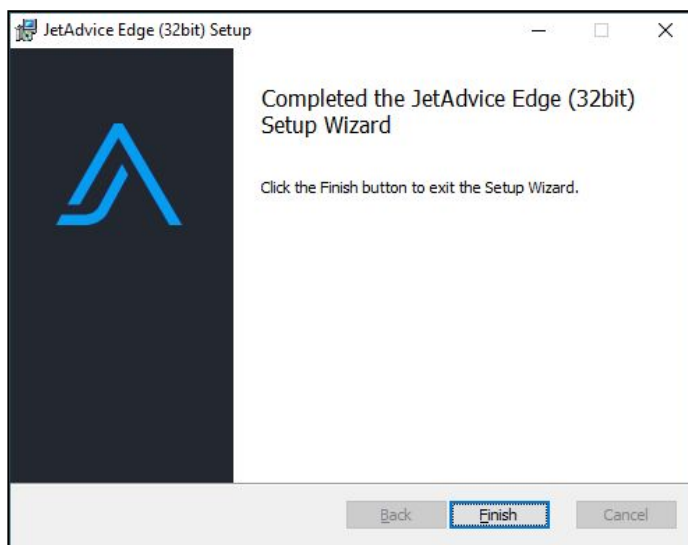 JetAdvice Edge (32bit) Setup
Completed the JetAdvice Edge (32bit)
Setup Wizard
Click the Finish button to exit the Setup Wizard.
Back
Finish
Cancel